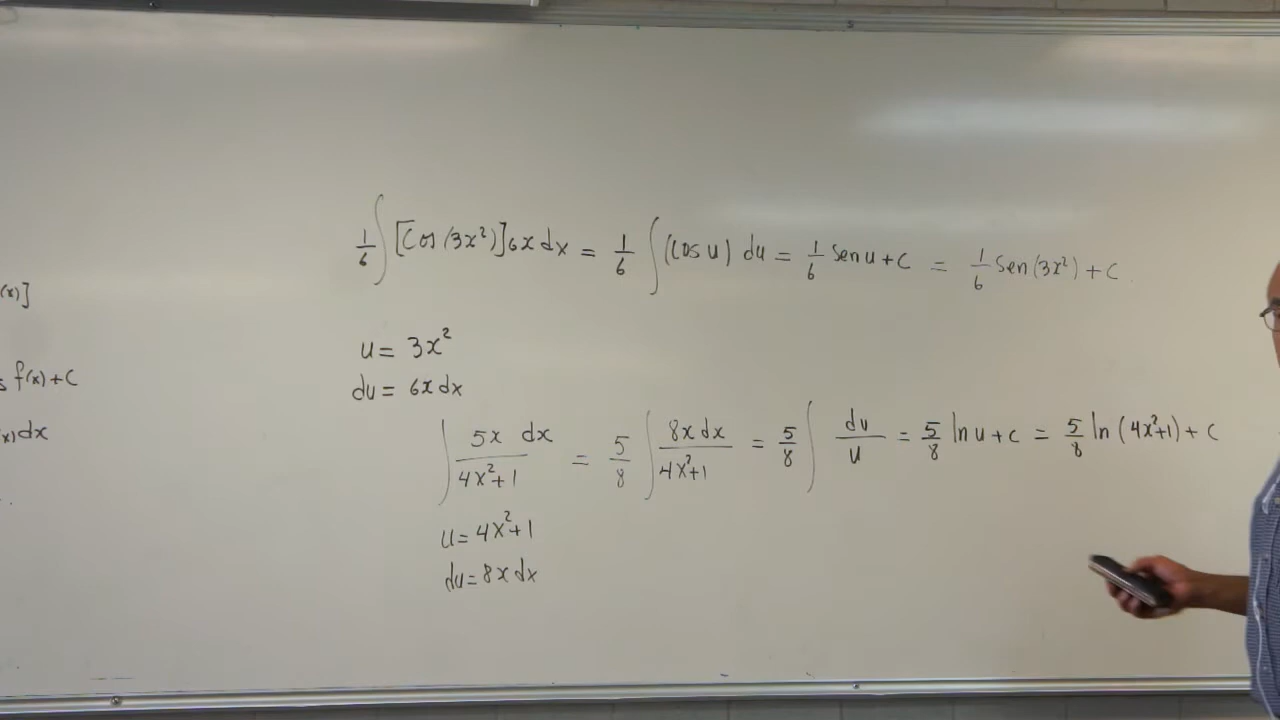 1/6 ∫ [Cos (3x²)] 6x dx = 1/6 ∫ (Cos u) du = 1/6 Sen u + C = 1/6 Sen (3x²) + C
(x)]
u = 3x²
f(x) + C
du = 6x dx
x) dx
∫ 5x dx / 4x²+1 = 5/8 ∫ 8x dx / 4x²+1 = 5/8 ∫ du / u = 5/8 ln u + C = 5/8 ln (4x²+1) + C
u = 4x²+1
du = 8x dx